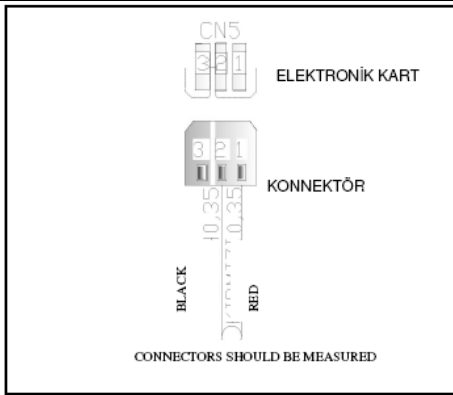 CN5
3 2 1
ELEKTRONİK KART
3 2 1
KONNEKTÖR
0,35 0,35
BLACK
RED
CONNECTORS SHOULD BE MEASURED